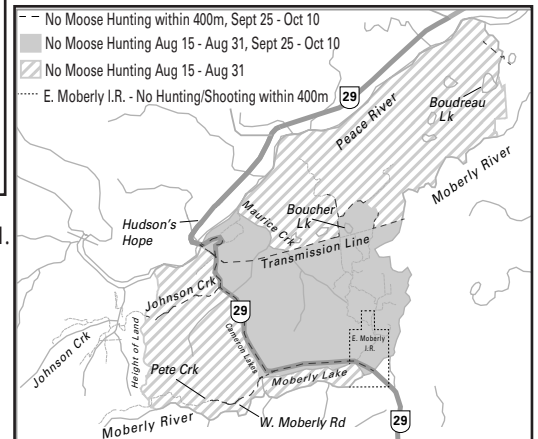 No Moose Hunting within 400m, Sept 25 - Oct 10
No Moose Hunting Aug 15 - Aug 31, Sept 25 - Oct 10
No Moose Hunting Aug 15 - Aug 31
E. Moberly I.R. - No Hunting/Shooting within 400m
29
Peace River
Boudreau
Lk
Moberly River
Maurice Crk
Boucher
Lk
Hudson's
Hope
Transmission Line
Johnson Crk
29
Cameron Lakes
E. Moberly
I.R.
Johnson Crk
Height of Land
Pete Crk
Moberly Lake
Moberly River
W. Moberly Rd
29